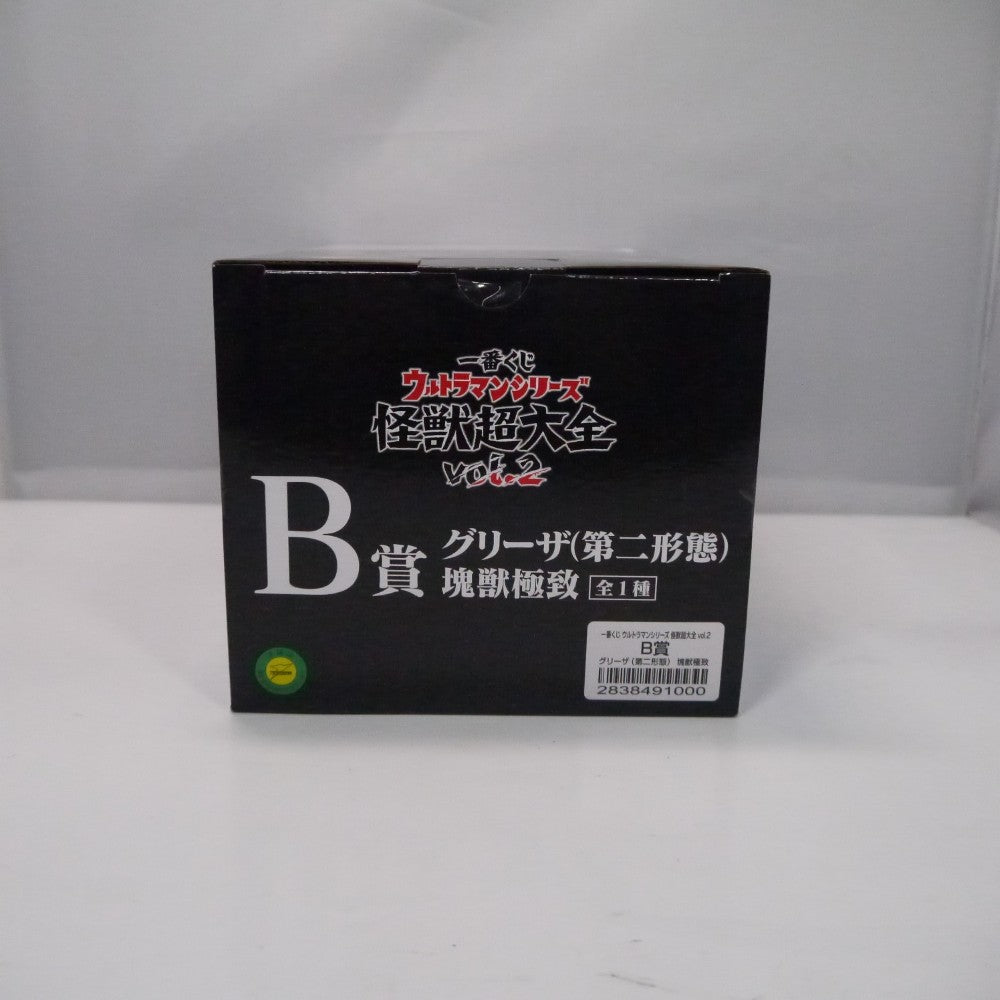 一番くじ
ウルトラマンシリーズ
怪獣超大全
vol.2
B賞
グリーザ(第二形態)
塊獣極致 全1種
一番くじ ウルトラマンシリーズ 怪獣超大全 vol.2
B賞
グリーザ(第二形態) 塊獣極致
2838491000